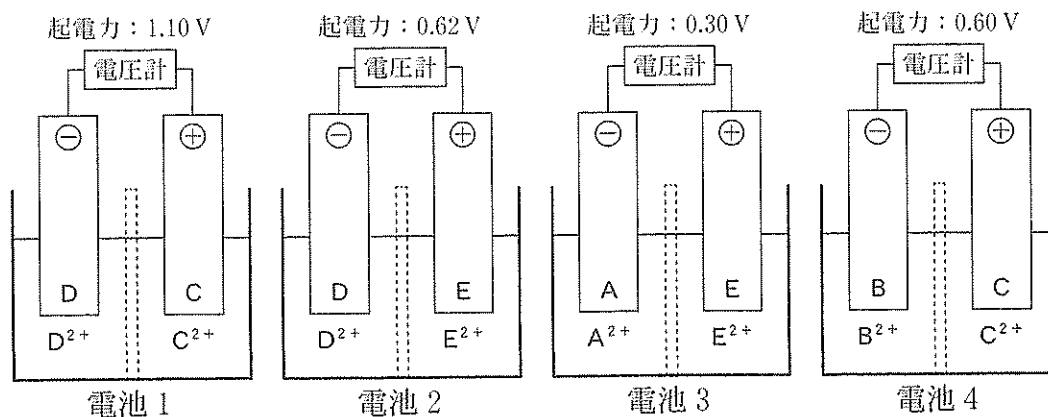 起電力：1.10 V
電圧計
⊖ ⊕
D C
D²⁺ C²⁺
電池 1
起電力：0.62 V
電圧計
⊖ ⊕
D E
D²⁺ E²⁺
電池 2
起電力：0.30 V
電圧計
⊖ ⊕
A E
A²⁺ E²⁺
電池 3
起電力：0.60 V
電圧計
⊖ ⊕
B C
B²⁺ C²⁺
電池 4